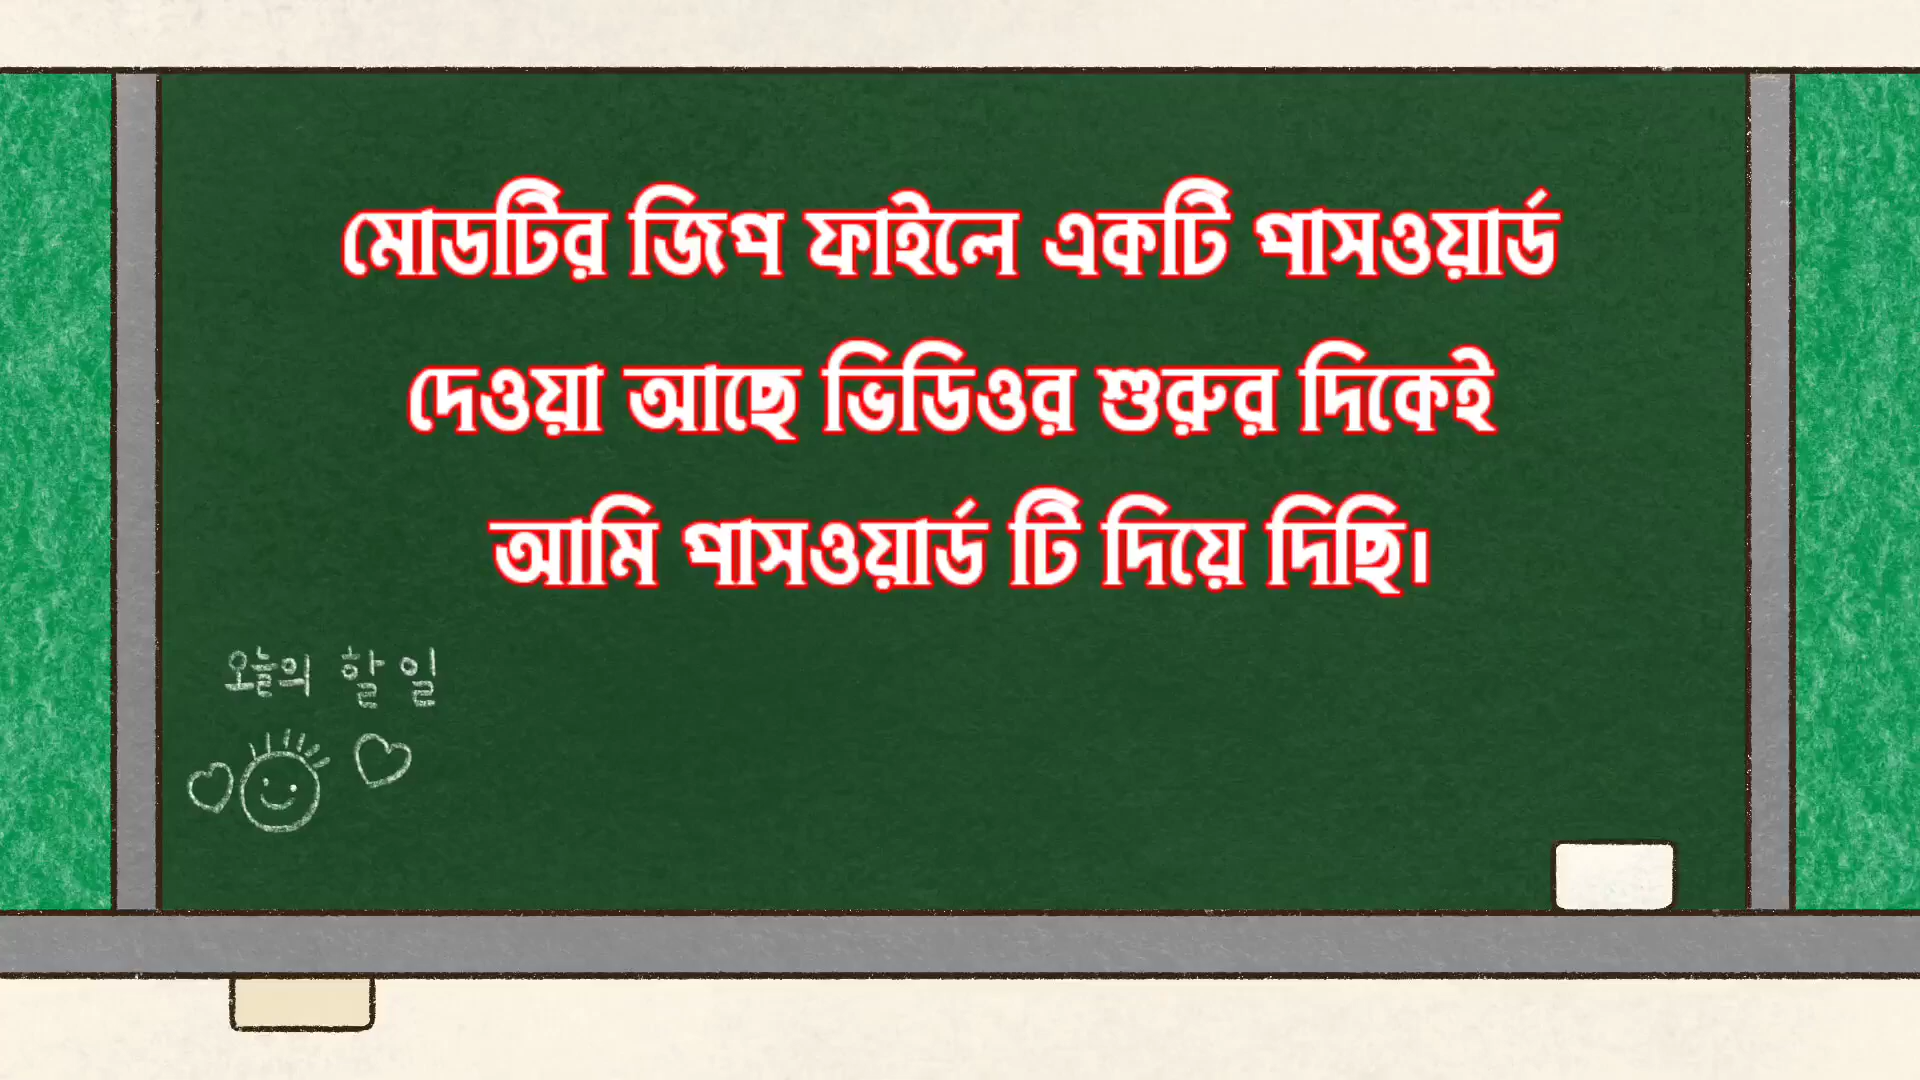 মোডটির জিপ ফাইলে একটি পাসওয়ার্ড
দেওয়া আছে ভিডিওর শুরুর দিকেই
আমি পাসওয়ার্ড টি দিয়ে দিছি।
오늘의 할 일